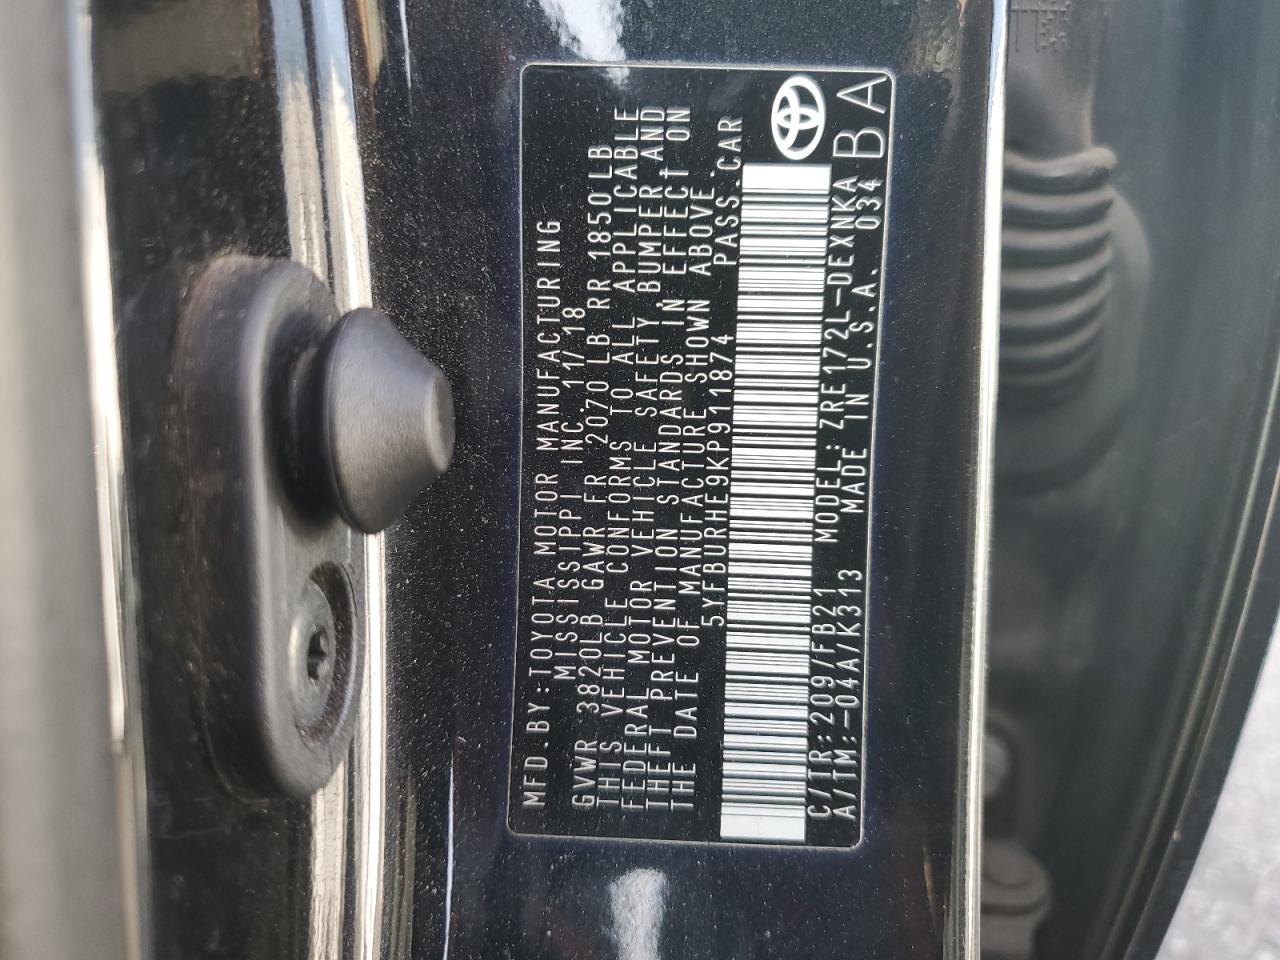 MFD.BY:TOYOTA MOTOR MANUFACTURING
MISSISSIPPI INC. 11/18
GVWR 3820LB GAWR FR 2070LB RR 1850LB
THIS VEHICLE CONFORMS TO ALL APPLICABLE
FEDERAL MOTOR VEHICLE SAFETY, BUMPER, AND
THEFT PREVENTION STANDARDS IN EFFECT ON
THE DATE OF MANUFACTURE SHOWN ABOVE.
5YFBURHE9KP911874 PASS.CAR
C/TR:209/FB21 MODEL:ZRE172L-DEXNKA
A/TM:-04A/K313 MADE IN U.S.A. 034
BA